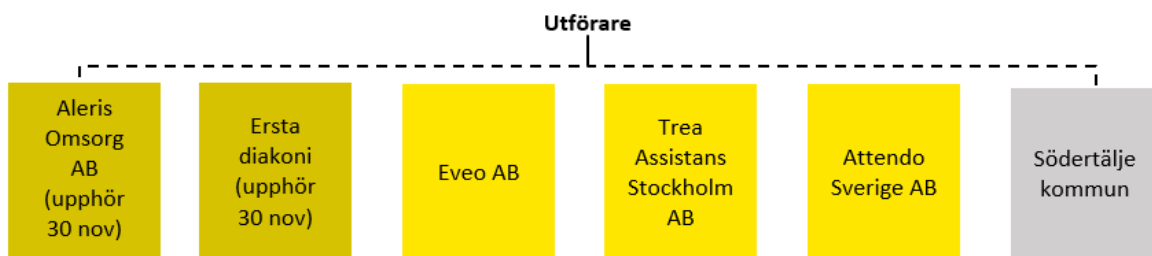 Utförare
Aleris
Omsorg
AB
(upphör
30 nov)
Ersta
diakoni
(upphör
30 nov)
Eveo AB
Trea
Assistans
Stockholm
AB
Attendo
Sverige AB
Södertälje
kommun